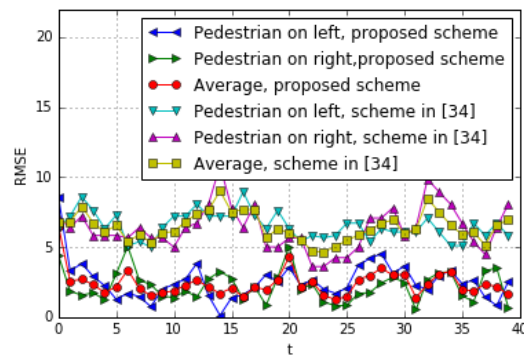 20
15
10
5
0
RMSE
Pedestrian on left, proposed scheme
Pedestrian on right,proposed scheme
Average, proposed scheme
Pedestrian on left, scheme in [34]
Pedestrian on right, scheme in [34]
Average, scheme in [34]
0 5 10 15 20 25 30 35 40
t